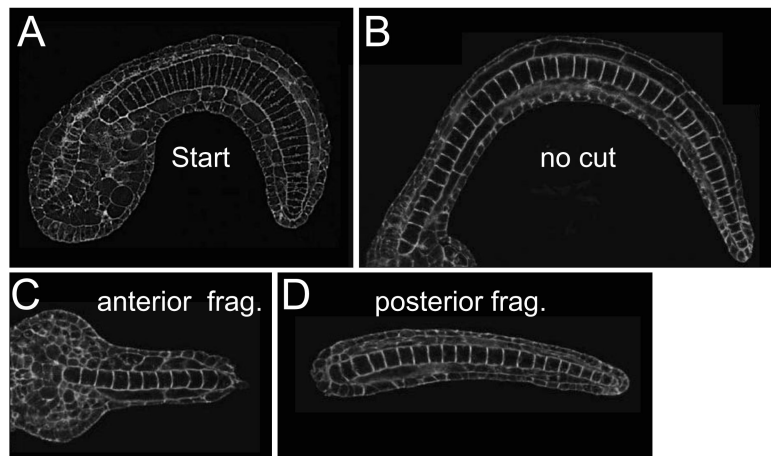 A
Start
B
no cut
C anterior frag.
D posterior frag.